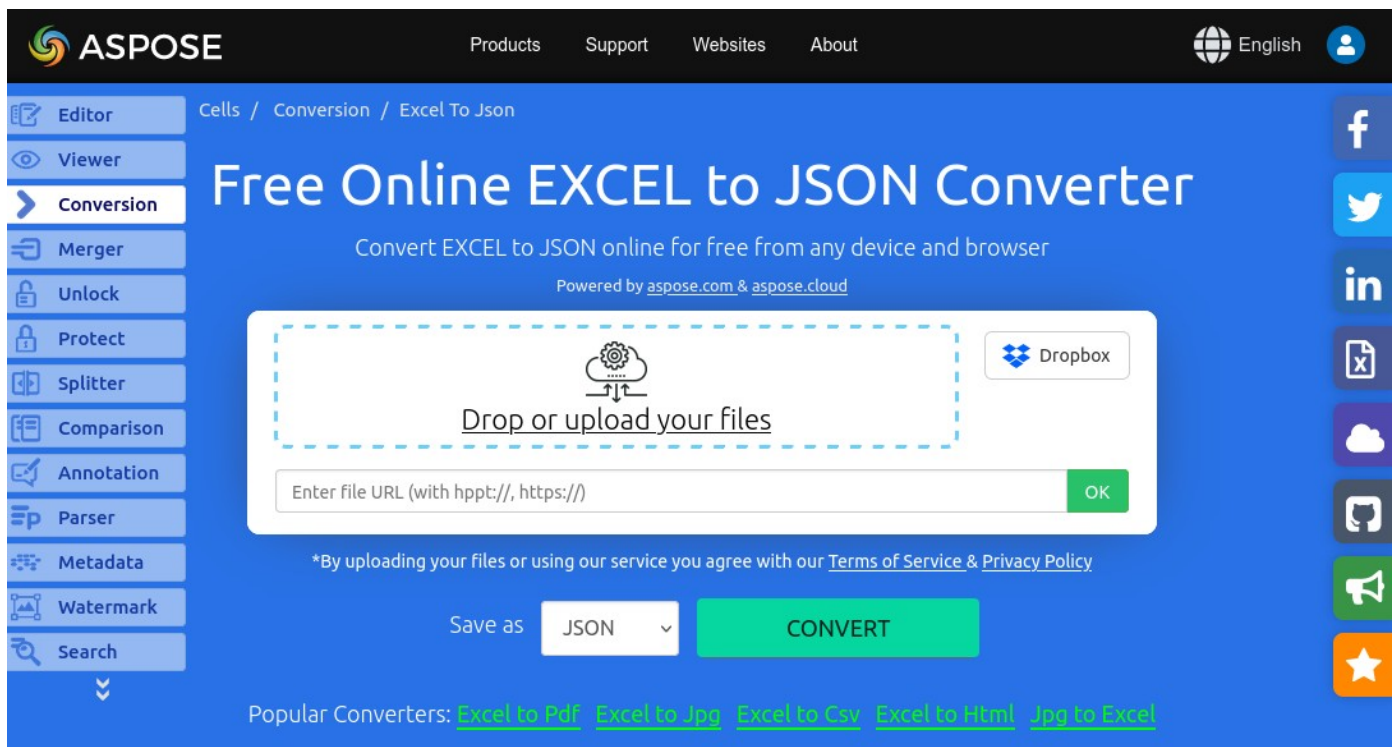 ASPOSE
Products Support Websites About
English
Editor
Viewer
Conversion
Merger
Unlock
Protect
Splitter
Comparison
Annotation
Parser
Metadata
Watermark
Search
Cells / Conversion / Excel To Json
Free Online EXCEL to JSON Converter
Convert EXCEL to JSON online for free from any device and browser
Powered by aspose.com & aspose.cloud
Drop or upload your files
Dropbox
Enter file URL (with hppt://, https://)
OK
*By uploading your files or using our service you agree with our Terms of Service & Privacy Policy
Save as JSON CONVERT
Popular Converters: Excel to Pdf Excel to Jpg Excel to Csv Excel to Html Jpg to Excel
f
in
X